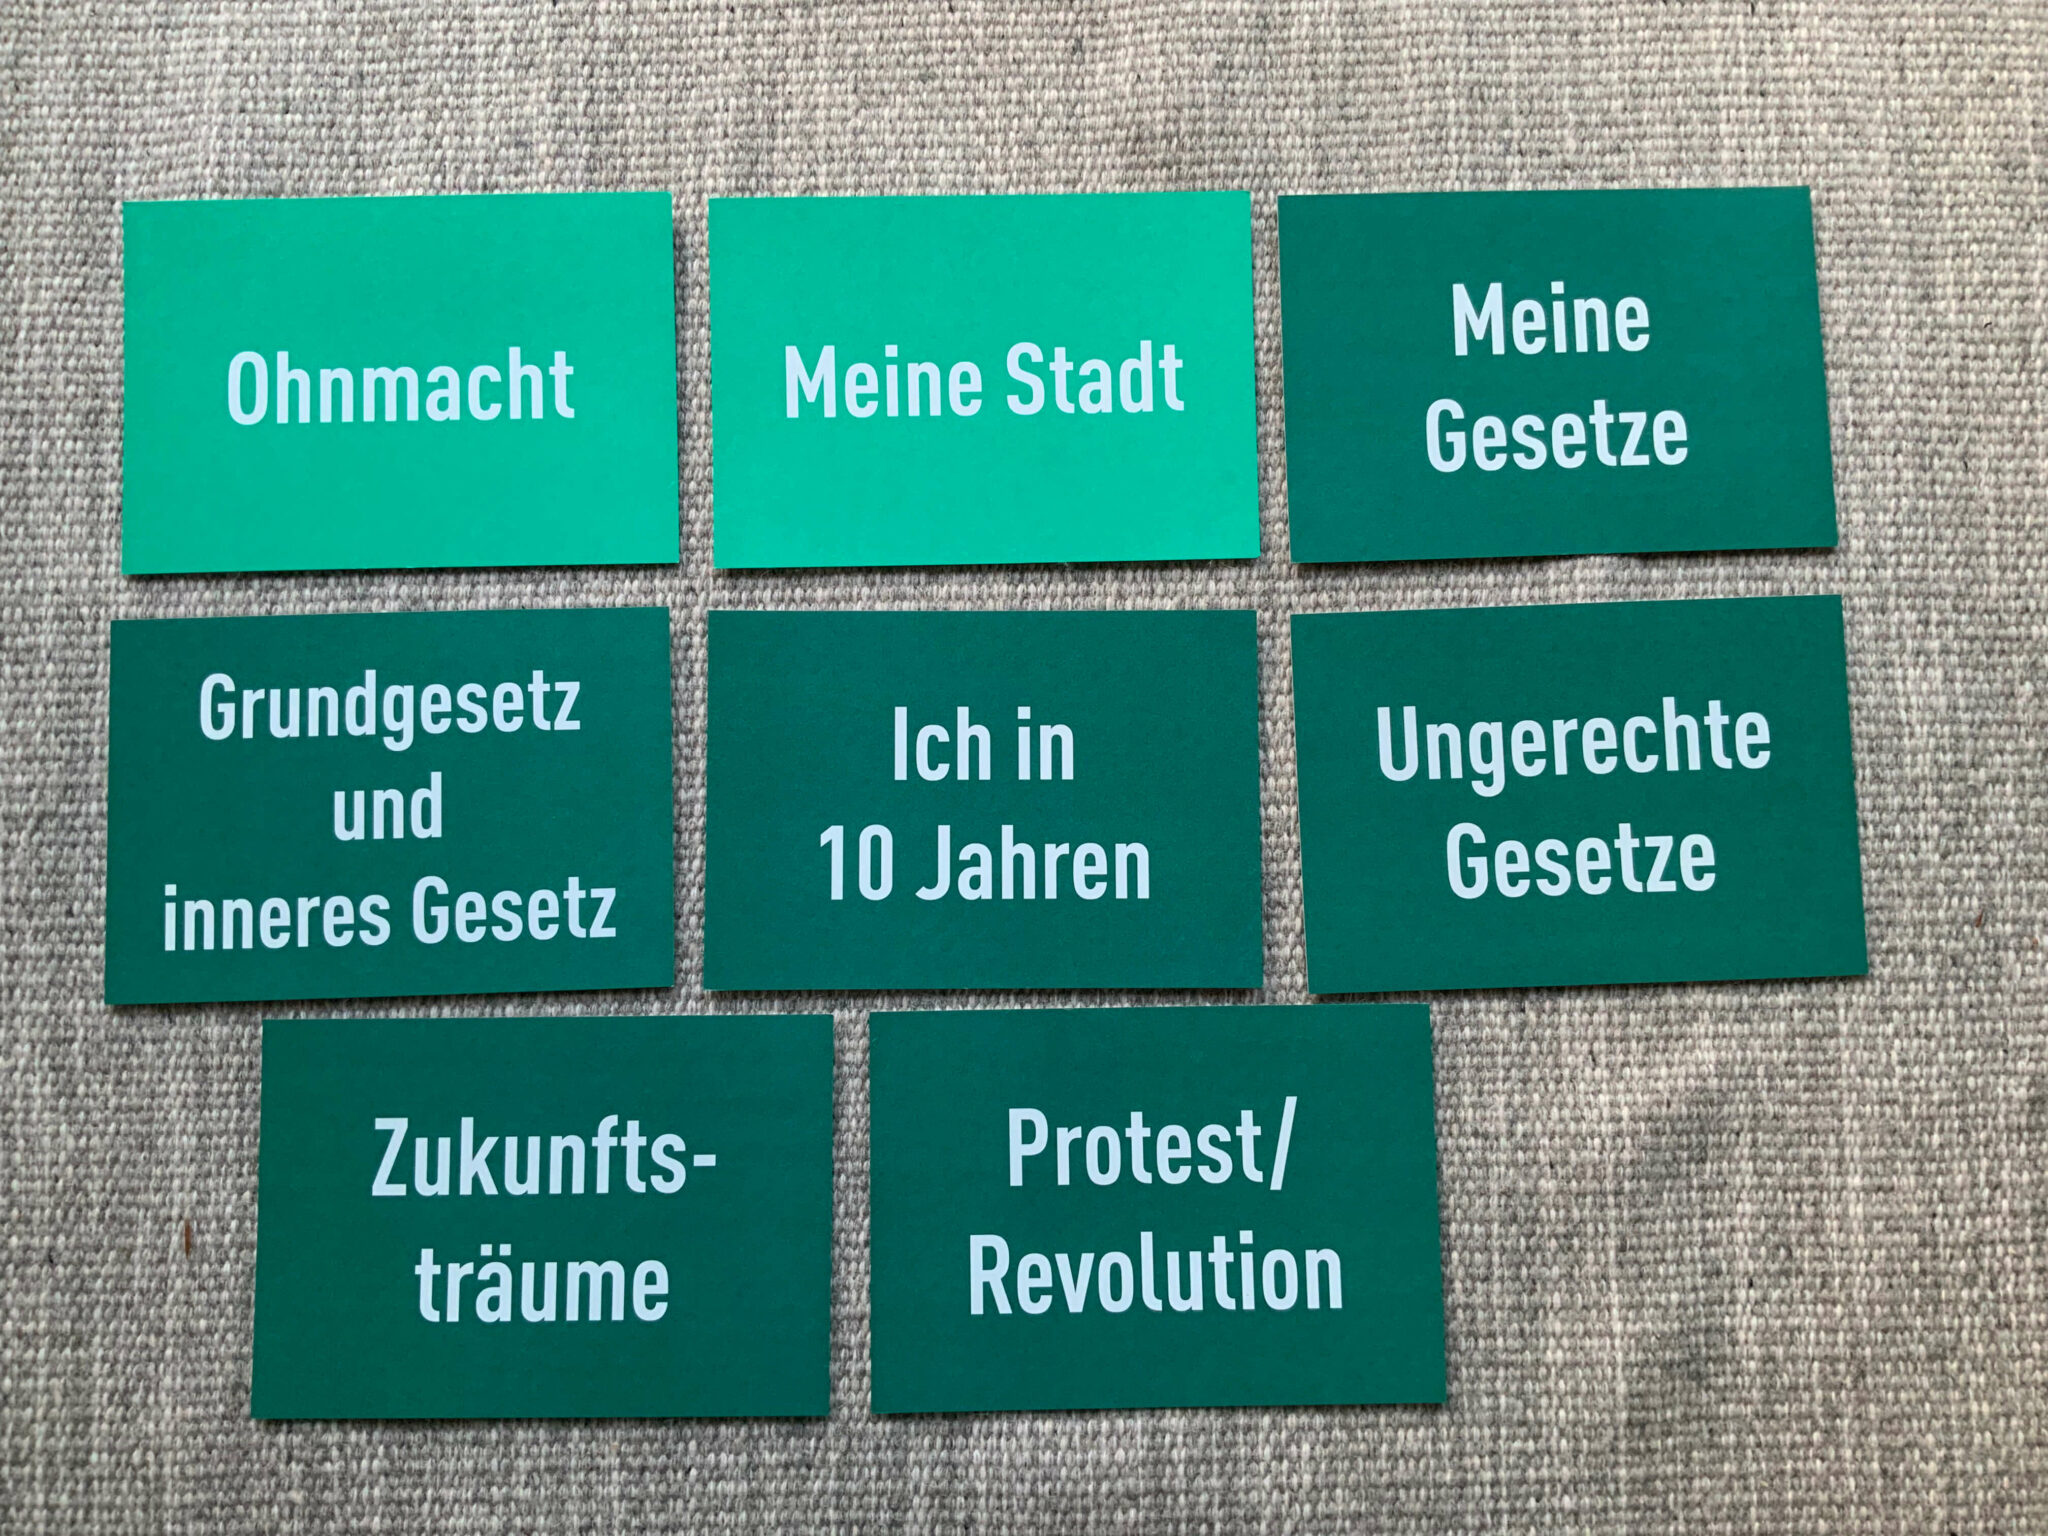 Ohnmacht
Meine Stadt
Meine
Gesetze
Grundgesetz
und
inneres Gesetz
Ich in
10 Jahren
Ungerechte
Gesetze
Zukunfts-
träume
Protest/
Revolution